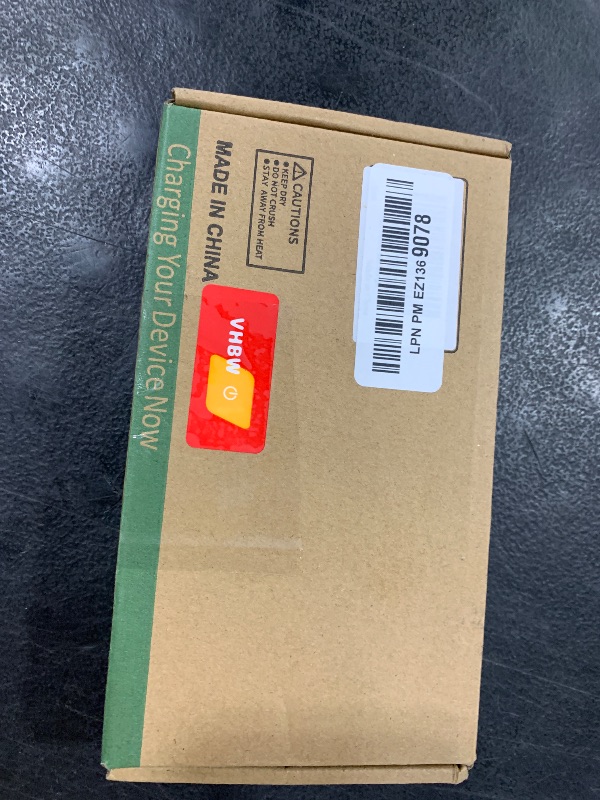 Charging Your Device Now
MADE IN CHINA
CAUTIONS
●KEEP DRY
●DO NOT CRUSH
●STAY AWAY FROM HEAT
VHBW
LPN PM EZ1369078